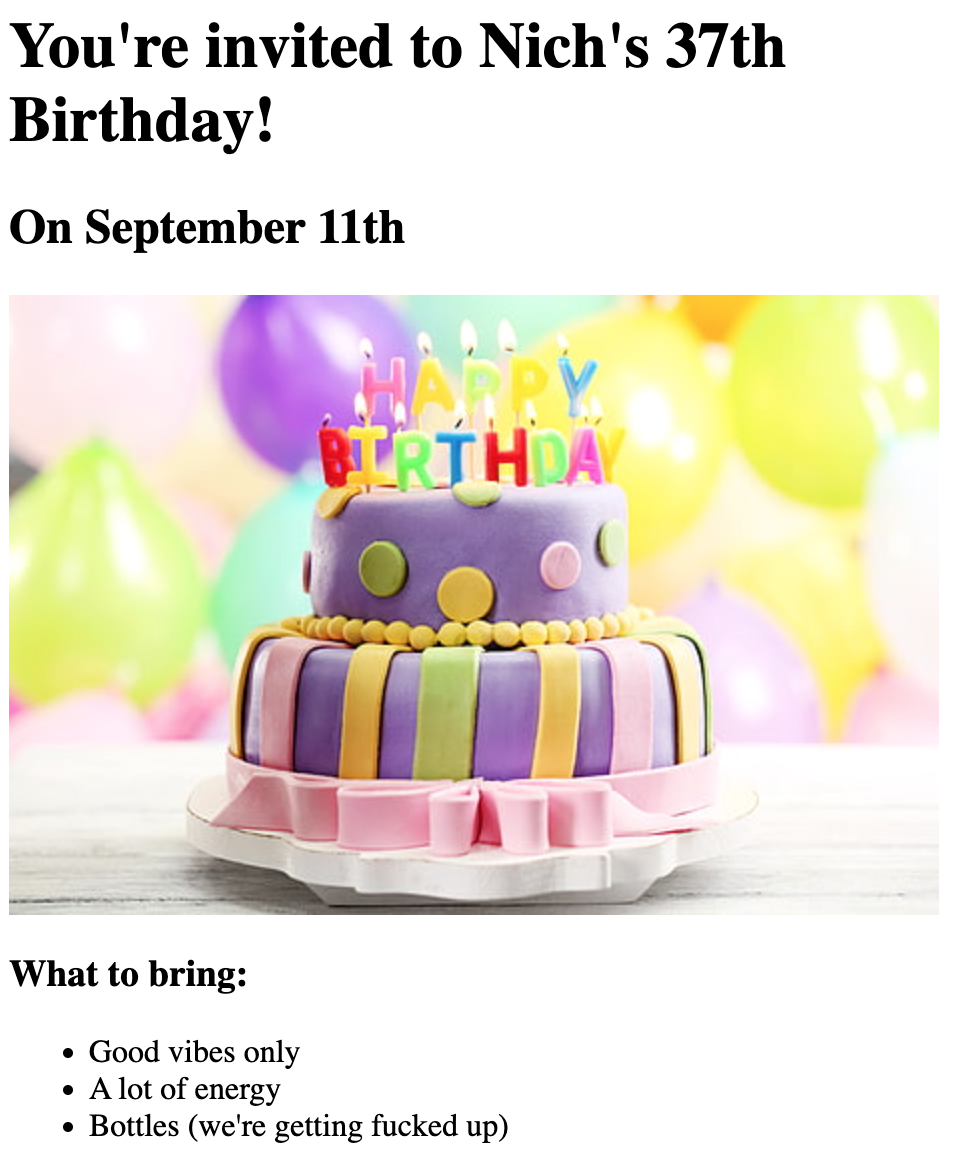 You're invited to Nich's 37th
Birthday!
On September 11th
HAPPY
BIRTHDAY
What to bring:
Good vibes only
A lot of energy
Bottles (we're getting fucked up)